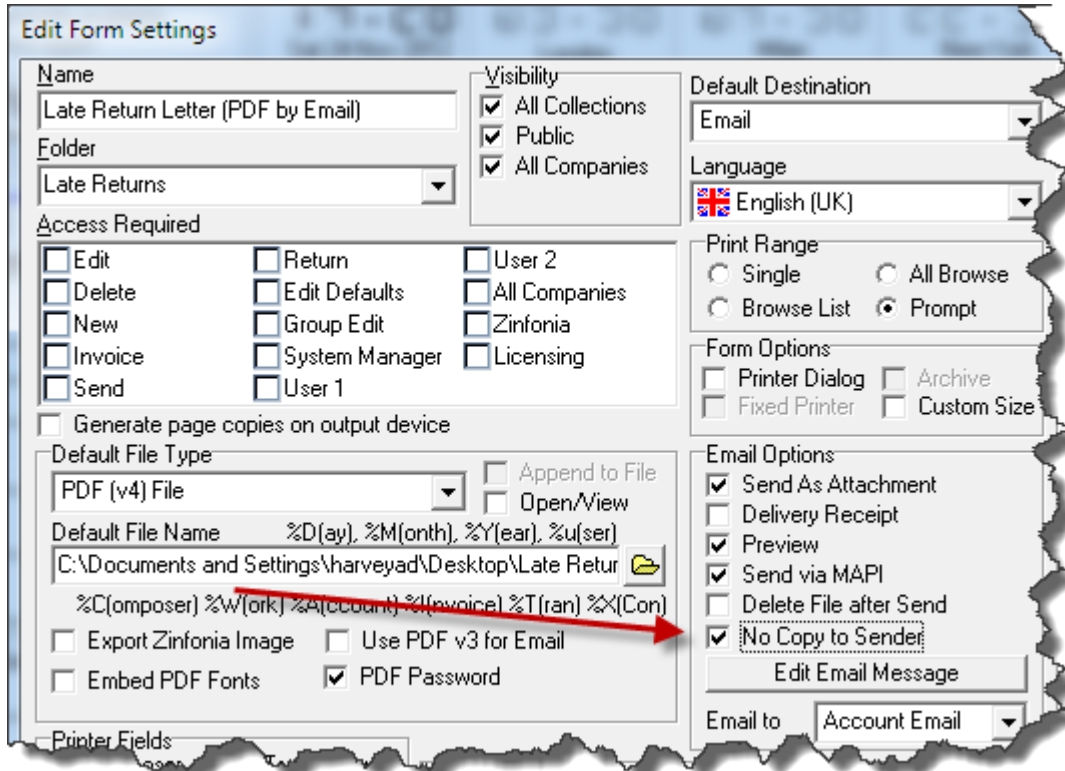 Edit Form Settings
Name
Late Return Letter (PDF by Email)
Folder
Late Returns
Visibility
All Collections
Public
All Companies
Default Destination
Email
Language
English (UK)
Access Required
Edit
Return
User 2
Delete
Edit Defaults
All Companies
New
Group Edit
Zinfonia
Invoice
System Manager
Licensing
Send
User 1
Print Range
Single
All Browse
Browse List
Prompt
Form Options
Printer Dialog
Archive
Fixed Printer
Custom Size
Generate page copies on output device
Default File Type
PDF (v4) File
Append to File
Open/View
Default File Name %D(ay), %M(onth), %Y(ear), %u(ser)
C:\Documents and Settings\harveyad\Desktop\Late Retur
%C(omposer) %W(ork) %A(ccount) %I(nvoice) %T(ran) %X(Con)
Export Zinfonia Image
Use PDF v3 for Email
Embed PDF Fonts
PDF Password
Email Options
Send As Attachment
Delivery Receipt
Preview
Send via MAPI
Delete File after Send
No Copy to Sender
Edit Email Message
Email to Account Email
Printer Fields